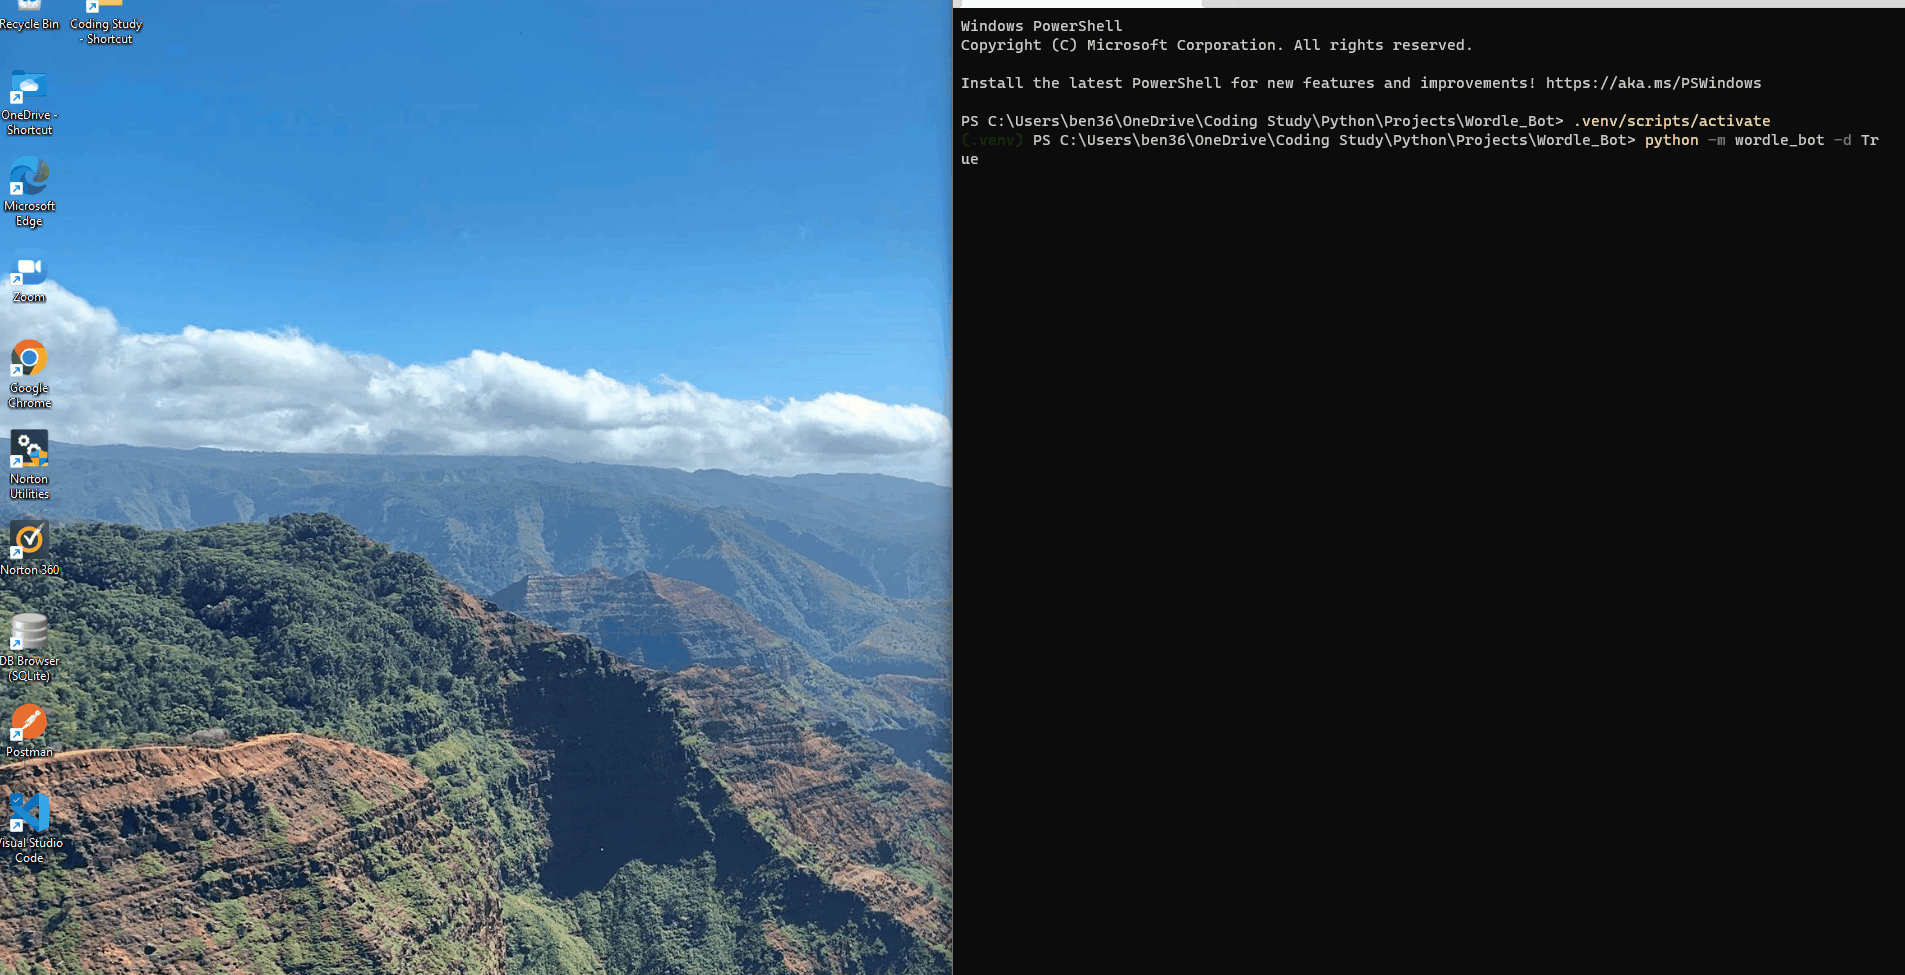 Recycle Bin
Coding Study
- Shortcut
OneDrive -
Shortcut
Microsoft
Edge
Zoom
Google
Chrome
Norton
Utilities
Norton 360
DB Browser
(SQLite)
Postman
Visual Studio
Code
Windows PowerShell
Copyright (C) Microsoft Corporation. All rights reserved.
Install the latest PowerShell for new features and improvements! https://aka.ms/PSWindows
PS C:\Users\ben36\OneDrive\Coding Study\Python\Projects\Wordle_Bot> .venv/scripts/activate
(.venv) PS C:\Users\ben36\OneDrive\Coding Study\Python\Projects\Wordle_Bot> python -m wordle_bot -d Tr
ue